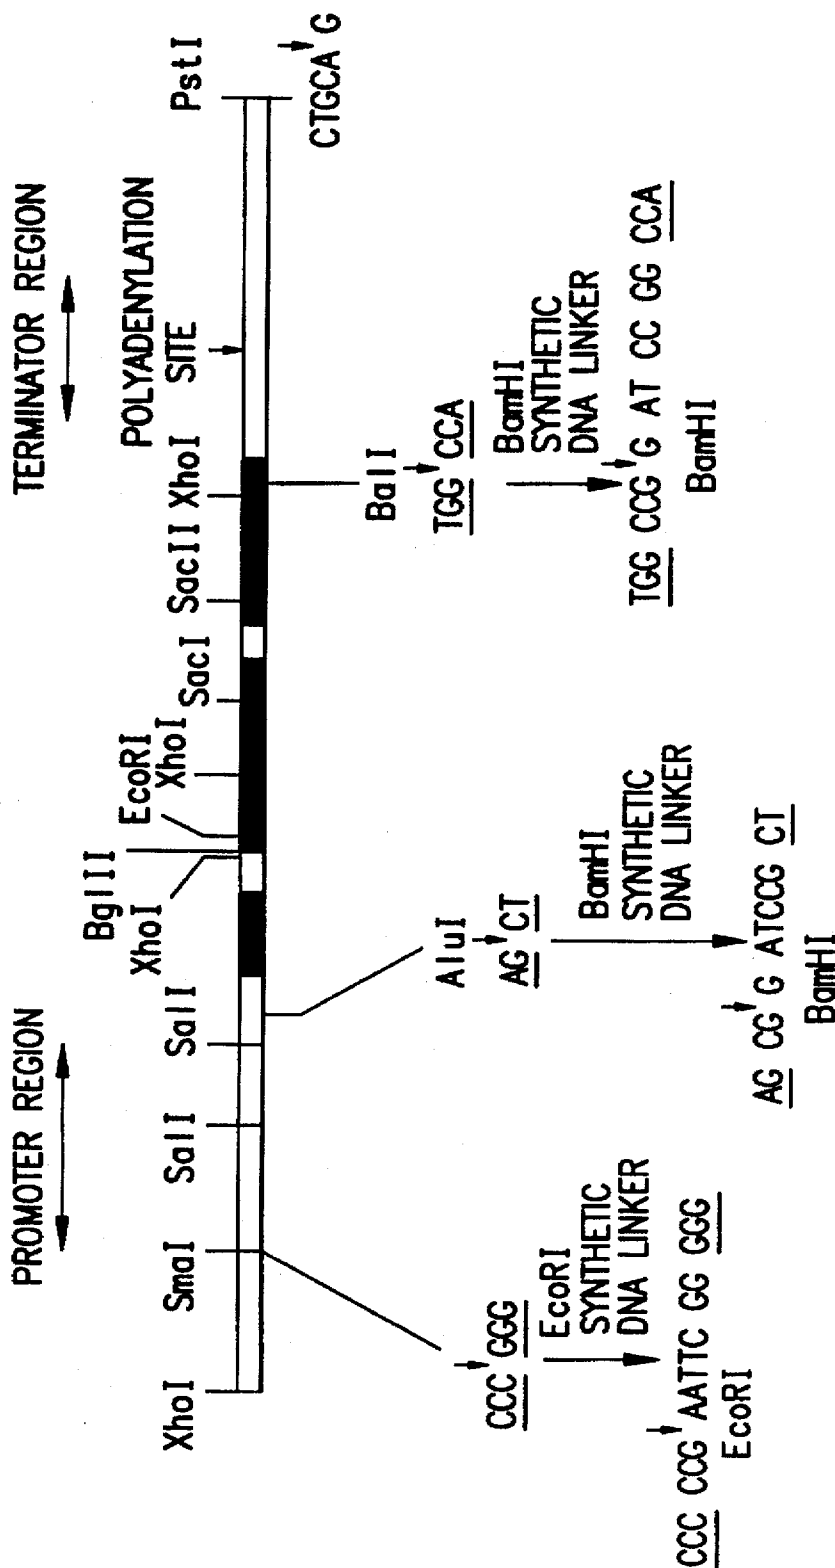 PROMOTER REGION
TERMINATOR REGION
XhoI
SmaI
SalI
SalI
XhoI
BglII
EcoRI
XhoI
SacI
SacII
XhoI
POLYADENYLATION
SITE
PstI
CTGCA G
CCC GGG
EcoRI
SYNTHETIC
DNA LINKER
CCC CCG AATTC GG GGG
EcoRI
AluI
AG CT
BamHI
SYNTHETIC
DNA LINKER
AG CG G ATCCG CT
BamHI
BalI
TGG CCA
BamHI
SYNTHETIC
DNA LINKER
TGG CCG G AT CC GG CCA
BamHI